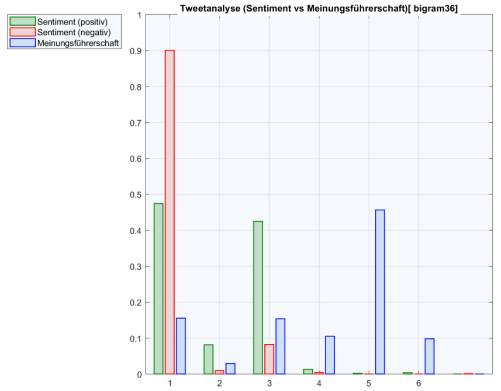 Tweetanalyse (Sentiment vs Meinungsführerschaft)[ bigram36]
Sentiment (positiv)
Sentiment (negativ)
Meinungsführerschaft
1
0.9
0.8
0.7
0.6
0.5
0.4
0.3
0.2
0.1
0
1 2 3 4 5 6